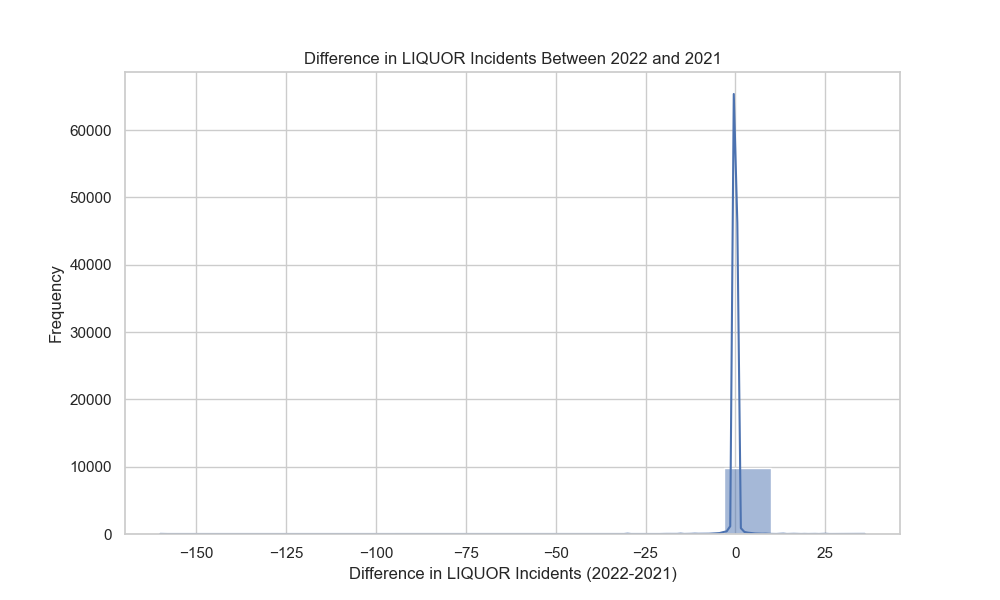 Difference in LIQUOR Incidents Between 2022 and 2021
Frequency
60000
50000
40000
30000
20000
10000
0
−150 −125 −100 −75 −50 −25 0 25
Difference in LIQUOR Incidents (2022-2021)